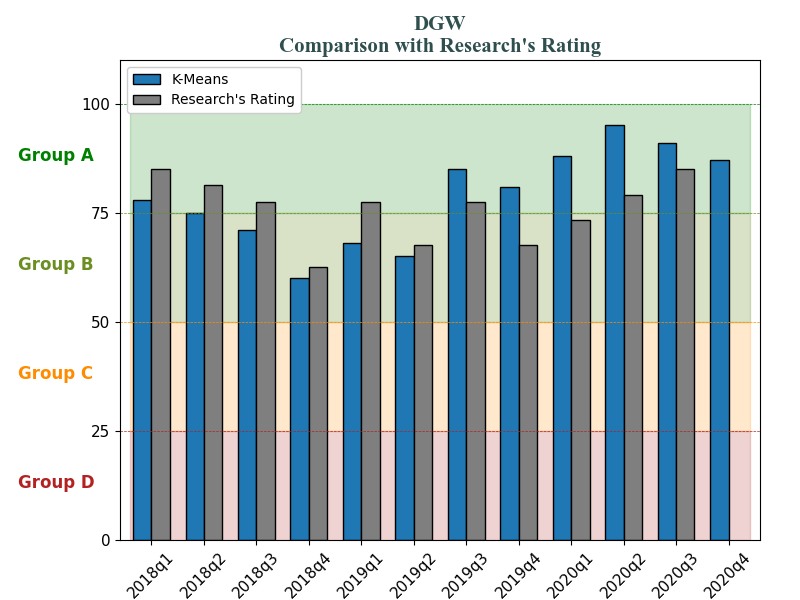 DGW
Comparison with Research's Rating
K-Means
Research's Rating
100
Group A
75
Group B
50
Group C
25
Group D
0
2018q1
2018q2
2018q3
2018q4
2019q1
2019q2
2019q3
2019q4
2020q1
2020q2
2020q3
2020q4